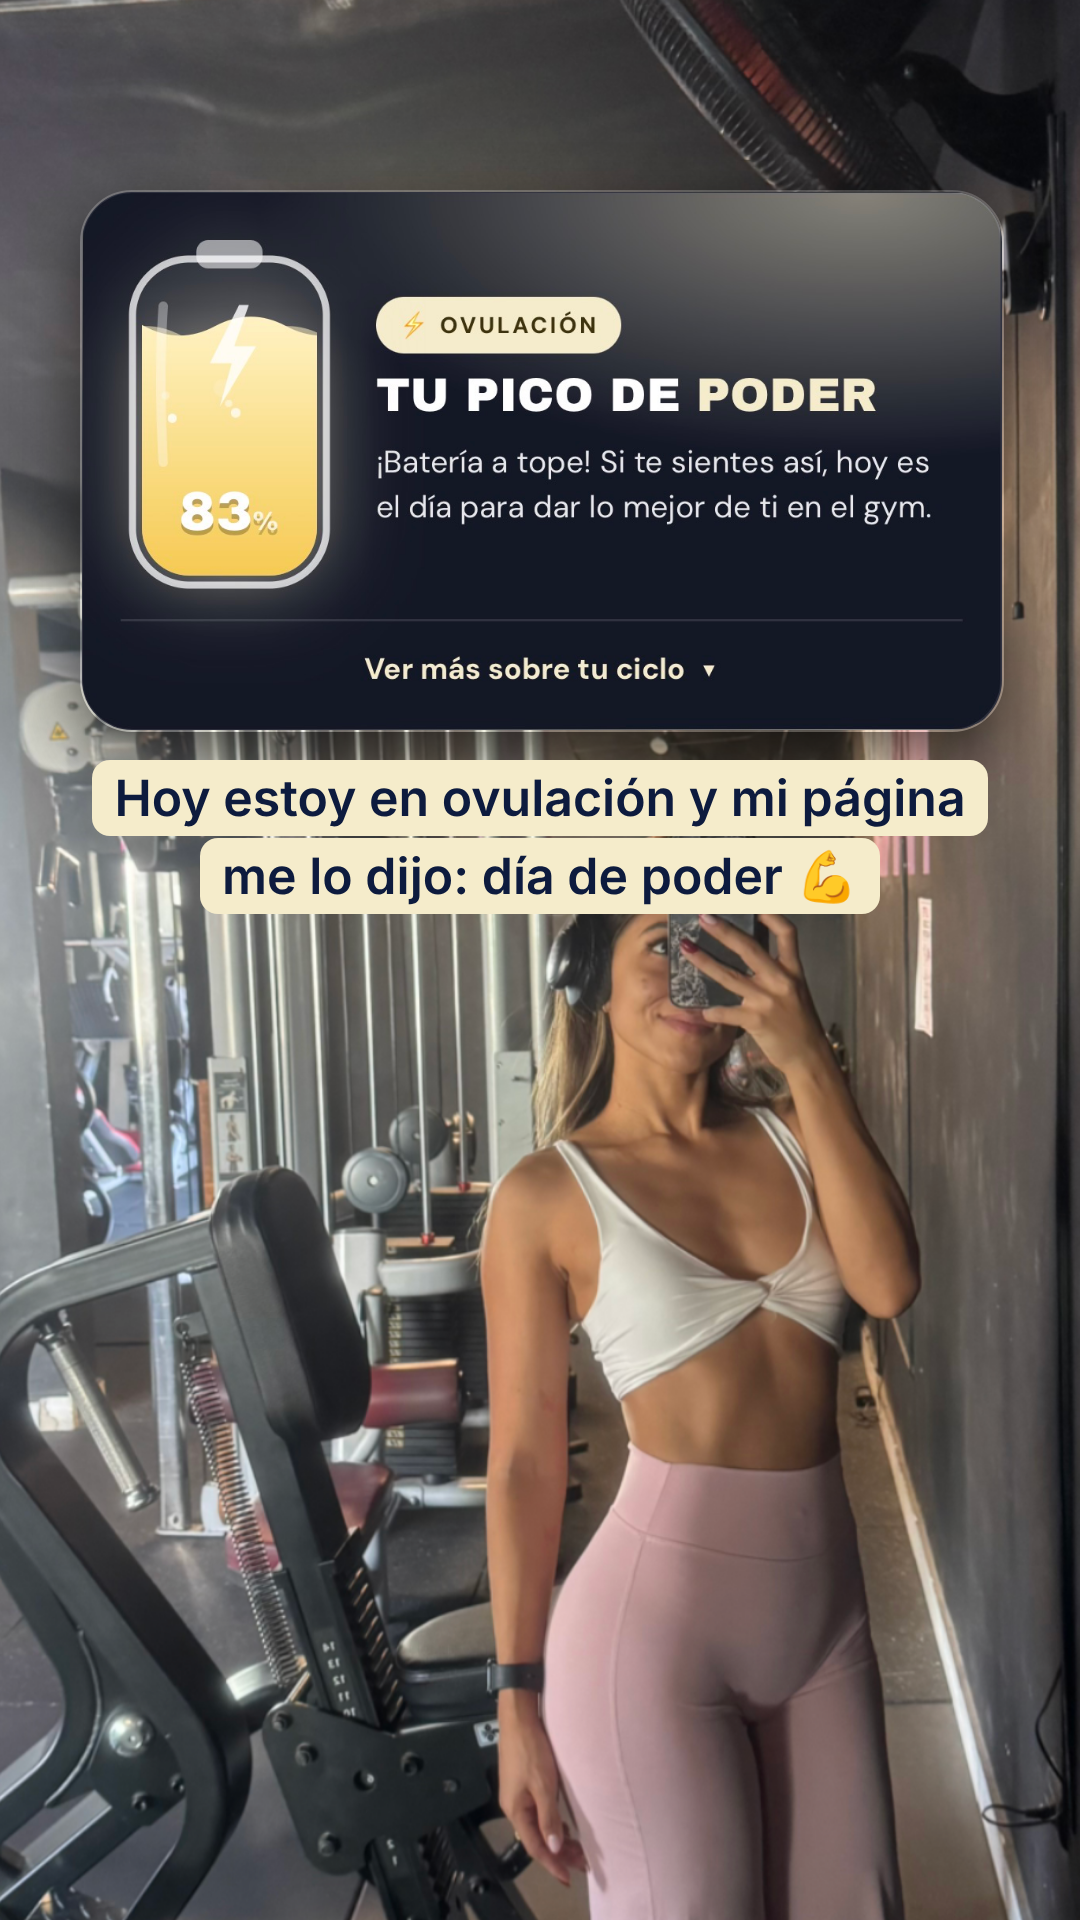 ⚡ OVULACIÓN
TU PICO DE PODER
¡Batería a tope! Si te sientes así, hoy es
el día para dar lo mejor de ti en el gym.
83%
Ver más sobre tu ciclo ▼
Hoy estoy en ovulación y mi página
me lo dijo: día de poder 💪